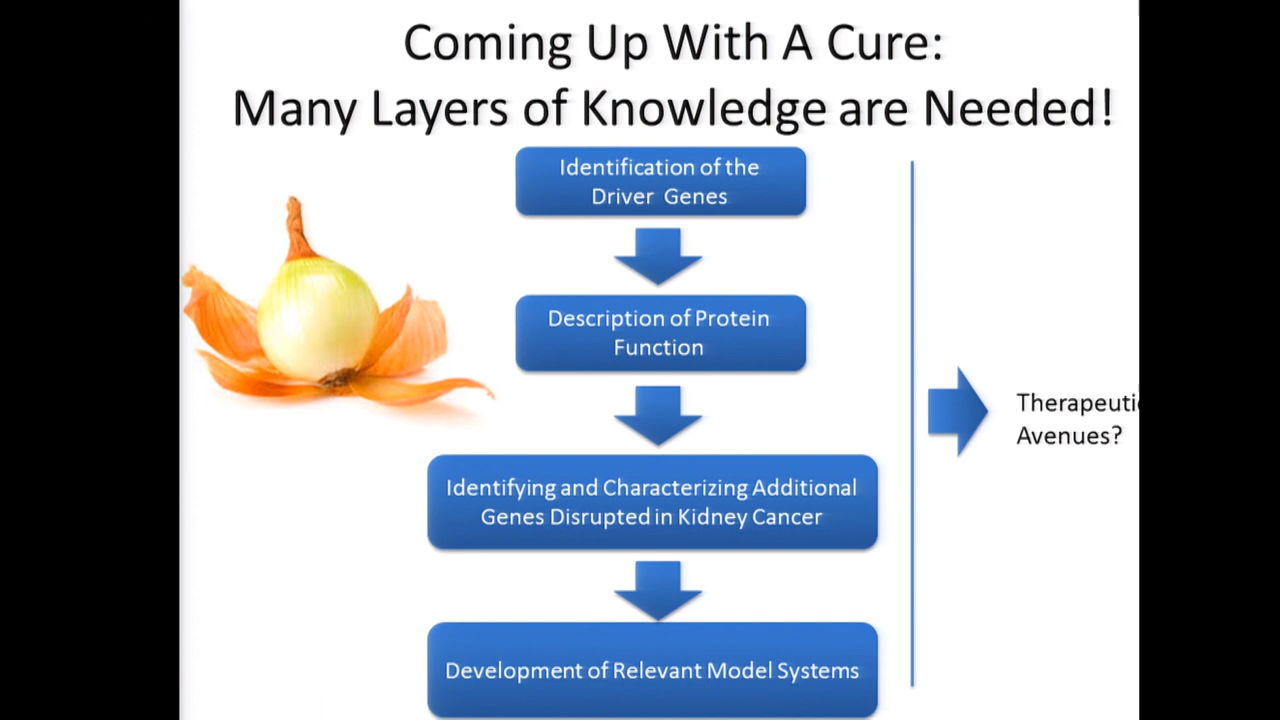 Coming Up With A Cure:
Many Layers of Knowledge are Needed!
Identification of the
Driver Genes
Description of Protein
Function
Identifying and Characterizing Additional
Genes Disrupted in Kidney Cancer
Development of Relevant Model Systems
Therapeuti
Avenues?